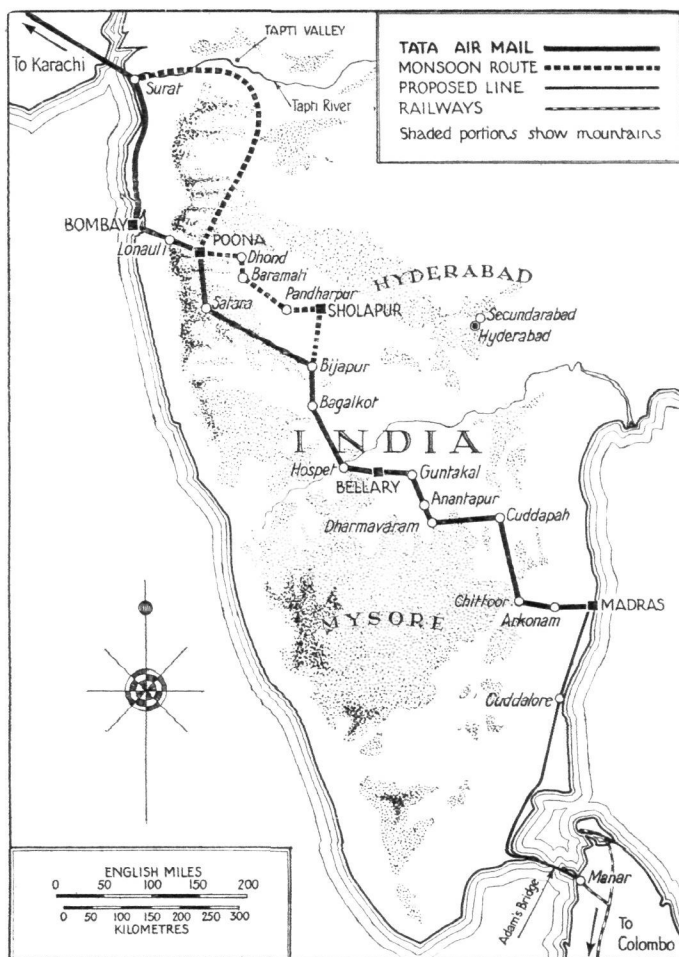 TAPTI VALLEY
To Karachi
Surat
Tapti River
TATA AIR MAIL
MONSOON ROUTE
PROPOSED LINE
RAILWAYS
Shaded portions show mountains
BOMBAY
Lonauli
POONA
Dhond
Baramati
HYDERABAD
Pandharpur
Satara
SHOLAPUR
Secundarabad
Hyderabad
Bijapur
Bagalkot
INDIA
Hospet
BELLARY
Guntakal
Anantapur
Dharmavaram
Cuddapah
Chittoor
Arkonam
MADRAS
MYSORE
Cuddalore
ENGLISH MILES
0 50 100 150 200
0 50 100 150 200 250 300
KILOMETRES
Adam's Bridge
Manar
To
Colombo